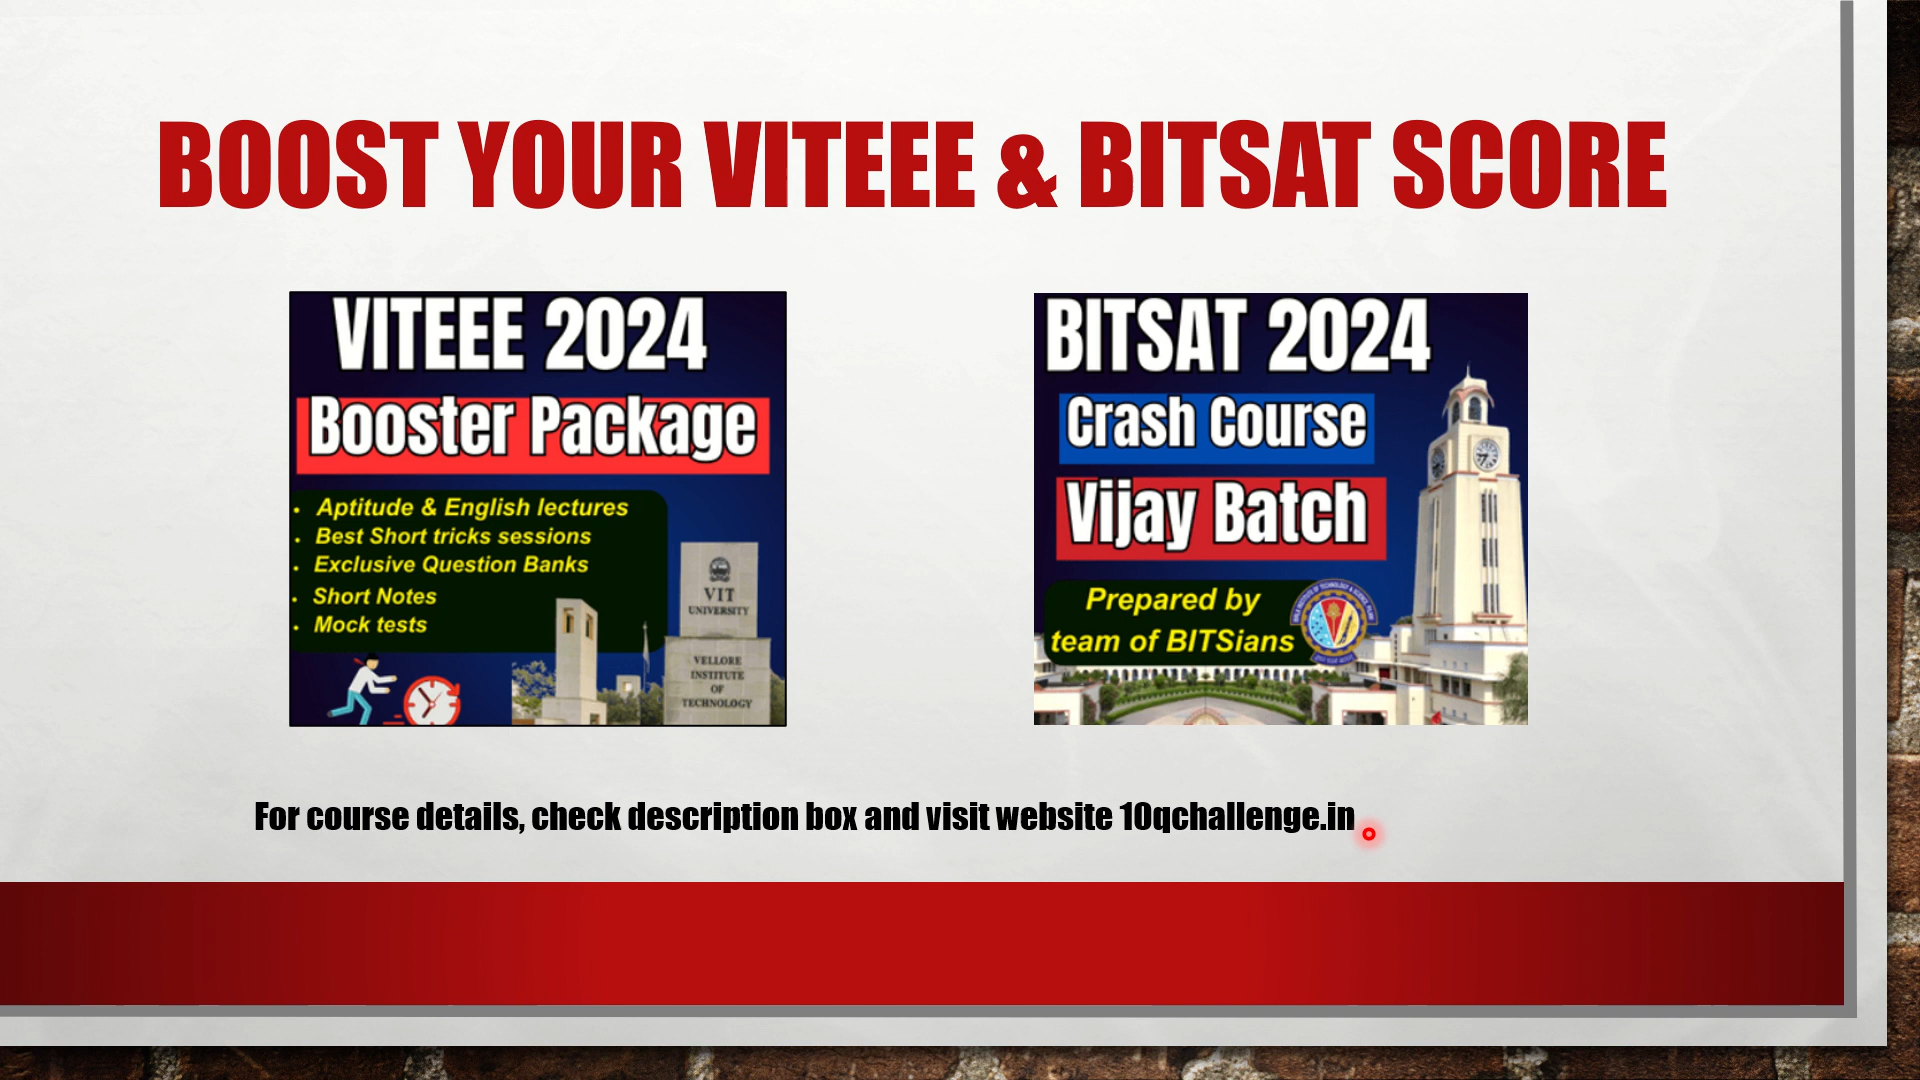 BOOST YOUR VITEEE & BITSAT SCORE
VITEEE 2024
Booster Package
• Aptitude & English lectures
• Best Short tricks sessions
• Exclusive Question Banks
• Short Notes
• Mock tests
VIT
UNIVERSITY
VELLORE
INSTITUTE
OF
TECHNOLOGY
BITSAT 2024
Crash Course
Vijay Batch
Prepared by
team of BITSians
For course details, check description box and visit website 10qchallenge.in